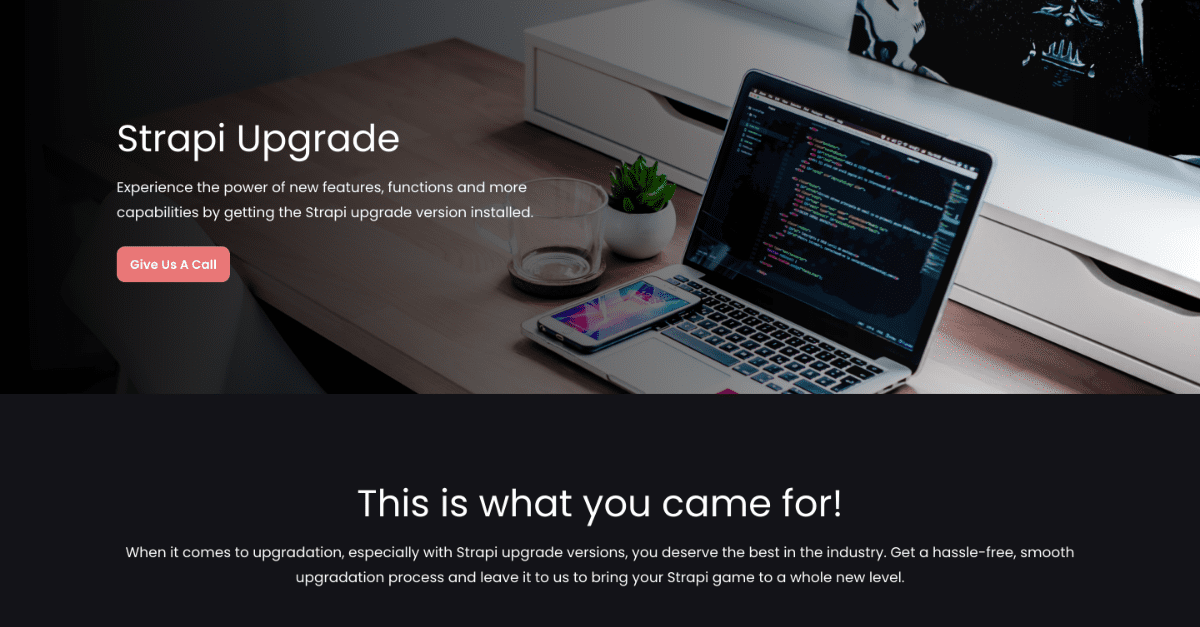 Strapi Upgrade
Experience the power of new features, functions and more
capabilities by getting the Strapi upgrade version installed.
Give Us A Call
This is what you came for!
When it comes to upgradation, especially with Strapi upgrade versions, you deserve the best in the industry. Get a hassle-free, smooth
upgradation process and leave it to us to bring your Strapi game to a whole new level.